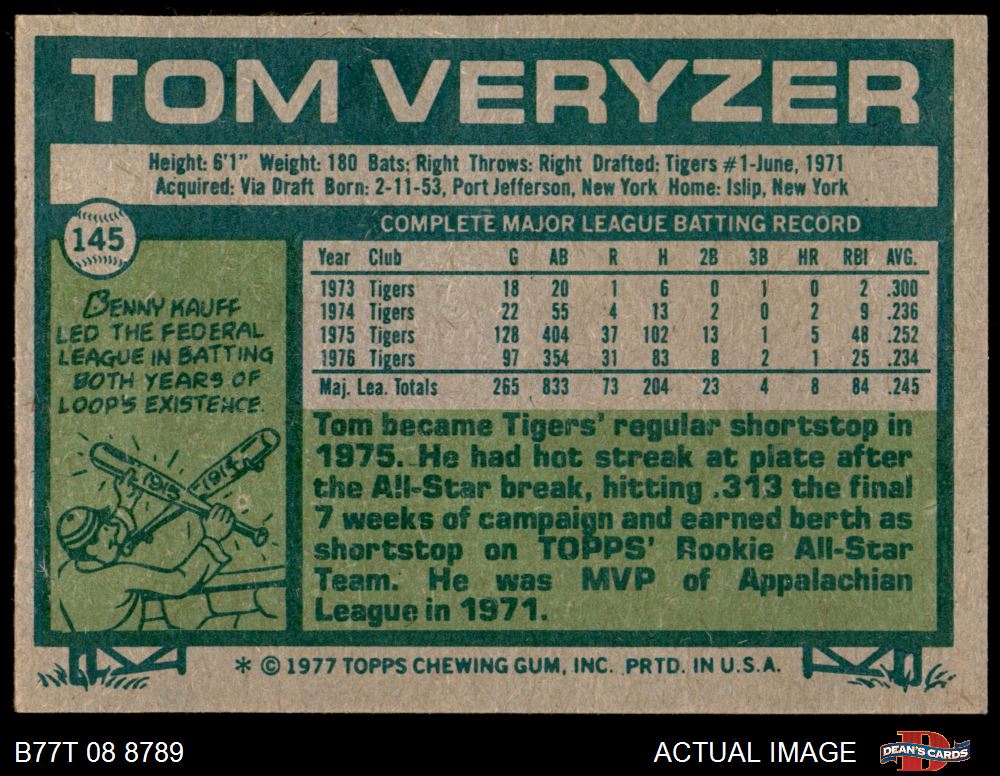 TOM VERYZER
Height: 6'1" Weight: 180 Bats: Right Throws: Right Drafted: Tigers #1-June, 1971
Acquired: Via Draft Born: 2-11-53, Port Jefferson, New York Home: Islip, New York
145
BENNY KAUFF
LED THE FEDERAL
LEAGUE IN BATTING
BOTH YEARS OF
LOOP'S EXISTENCE.
1915
1914
COMPLETE MAJOR LEAGUE BATTING RECORD
Year Club G AB R H 2B 3B HR RBI AVG.
1973 Tigers 18 20 1 6 0 1 0 2 .300
1974 Tigers 22 55 4 13 2 0 2 9 .236
1975 Tigers 128 404 37 102 13 1 5 48 .252
1976 Tigers 97 354 31 83 8 2 1 25 .234
Maj. Lea. Totals 265 833 73 204 23 4 8 84 .245
Tom became Tigers' regular shortstop in
1975. He had hot streak at plate after
the All-Star break, hitting .313 the final
7 weeks of campaign and earned berth as
shortstop on TOPPS' Rookie All-Star
Team. He was MVP of Appalachian
League in 1971.
* © 1977 TOPPS CHEWING GUM, INC. PRTD. IN U.S.A.
B77T 08 8789
ACTUAL IMAGE
DEAN'S CARDS